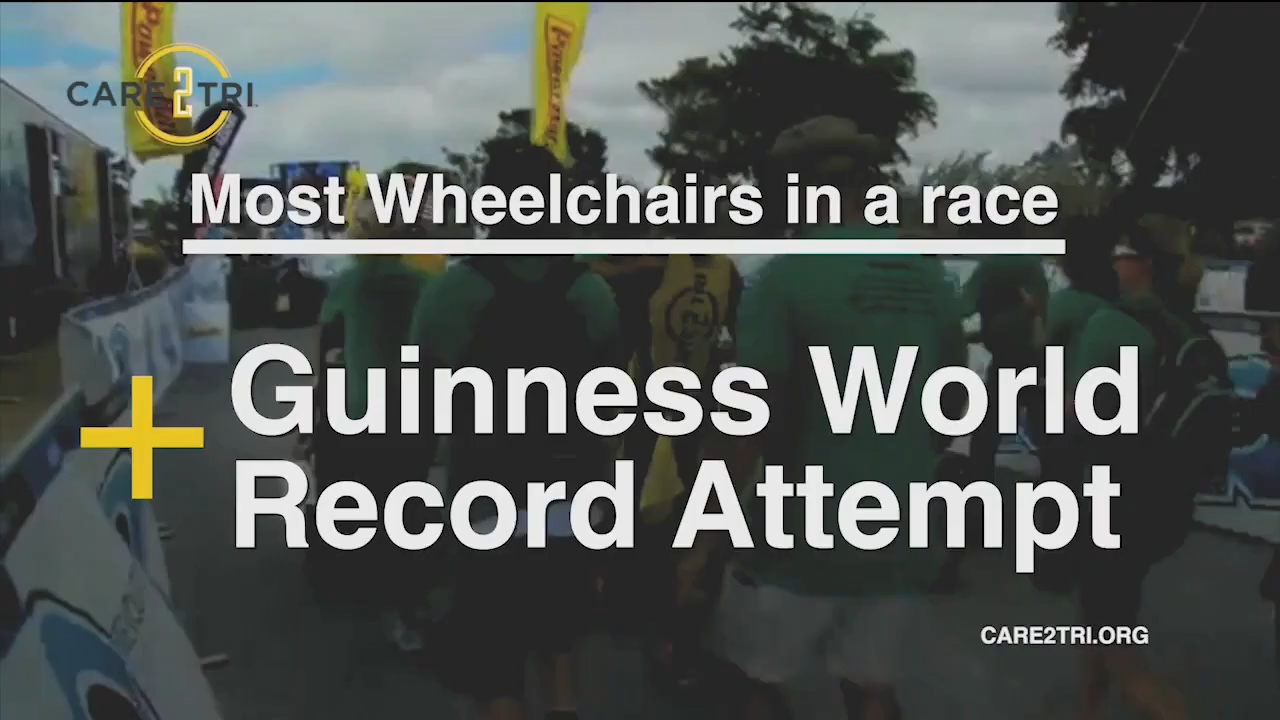 CARE2TRI
Most Wheelchairs in a race
+ Guinness World
Record Attempt
CARE2TRI.ORG